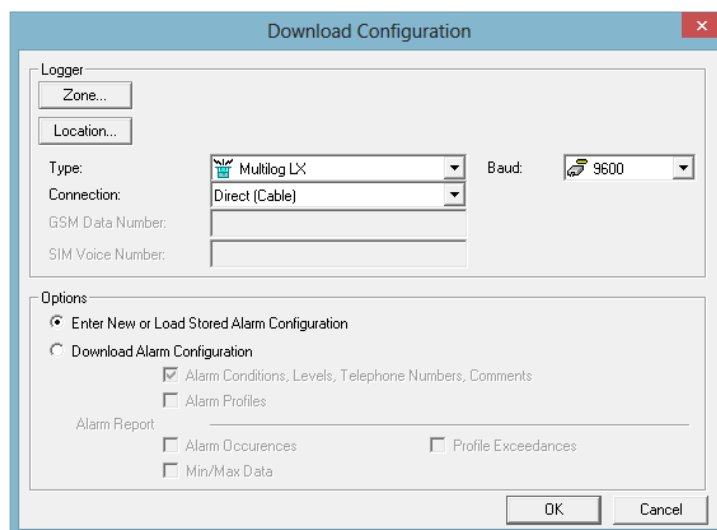 Download Configuration
Logger
Zone...
Location...
Type: Multilog LX Baud: 9600
Connection: Direct (Cable)
GSM Data Number:
SIM Voice Number:
Options
Enter New or Load Stored Alarm Configuration
Download Alarm Configuration
Alarm Conditions, Levels, Telephone Numbers, Comments
Alarm Profiles
Alarm Report
Alarm Occurences Profile Exceedances
Min/Max Data
OK Cancel